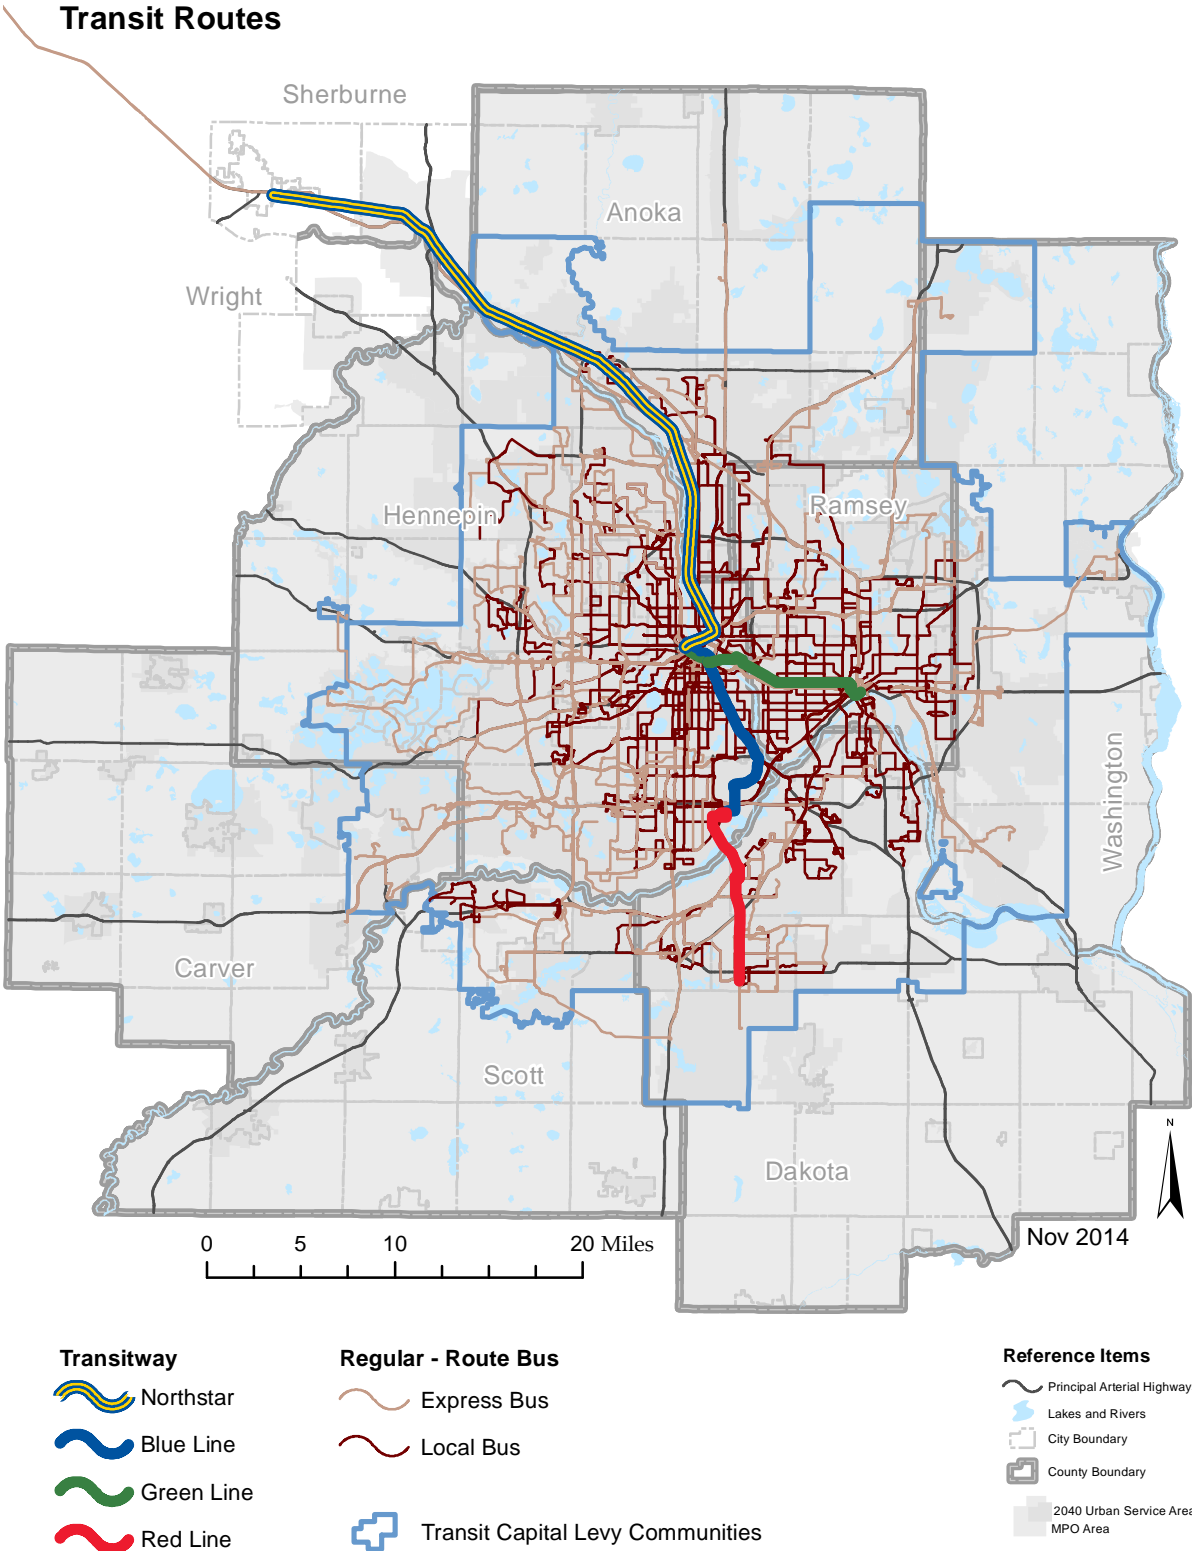 Transit Routes
Sherburne
Anoka
Wright
Hennepin
Ramsey
Washington
Carver
Scott
Dakota
N
Nov 2014
0 5 10 20 Miles
Transitway
Northstar
Blue Line
Green Line
Red Line
Regular - Route Bus
Express Bus
Local Bus
Transit Capital Levy Communities
Reference Items
Principal Arterial Highway
Lakes and Rivers
City Boundary
County Boundary
2040 Urban Service Area
MPO Area